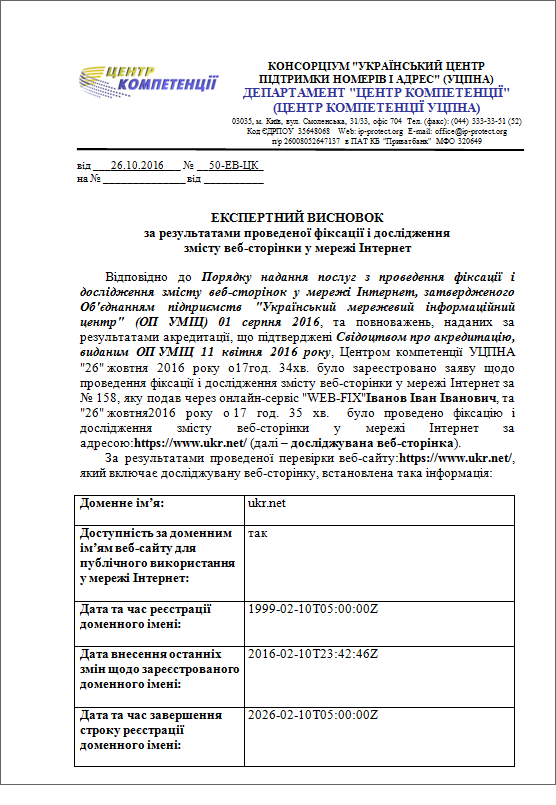 ЦЕНТР
КОМПЕТЕНЦІЇ
КОНСОРЦІУМ "УКРАЇНСЬКИЙ ЦЕНТР
ПІДТРИМКИ НОМЕРІВ І АДРЕС" (УЦПНА)
ДЕПАРТАМЕНТ "ЦЕНТР КОМПЕТЕНЦІЇ"
(ЦЕНТР КОМПЕТЕНЦІЇ УЦПНА)
03035, м. Київ, вул. Смоленська, 31/33, офіс 704 Тел. (факс): (044) 333-33-51 (52)
Код ЄДРПОУ 35648068 Web: ip-protect.org E-mail: office@ip-protect.org
п/р 26008052647137 в ПАТ КБ "Приватбанк" МФО 320649
від ___26.10.2016___ № __50-ЕВ-ЦК_
на № _______________ від ___________
ЕКСПЕРТНИЙ ВИСНОВОК
за результатами проведеної фіксації і дослідження
змісту веб-сторінки у мережі Інтернет
Відповідно до Порядку надання послуг з проведення фіксації і
дослідження змісту веб-сторінок у мережі Інтернет, затвердженого
Об'єднанням підприємств "Український мережевий інформаційний
центр" (ОП УМІЦ) 01 серпня 2016, та повноважень, наданих за
результатами акредитації, що підтверджені Свідоцтвом про акредитацію,
виданим ОП УМІЦ 11 квітня 2016 року, Центром компетенції УЦПНА
"26" жовтня 2016 року о17год. 34хв. було зареєстровано заяву щодо
проведення фіксації і дослідження змісту веб-сторінки у мережі Інтернет за
№ 158, яку подав через онлайн-сервіс "WEB-FIX"Іванов Іван Іванович, та
"26" жовтня2016 року о 17 год. 35 хв. було проведено фіксацію і
дослідження змісту веб-сторінки у мережі Інтернет за
адресою:https://www.ukr.net/ (далі – досліджувана веб-сторінка).
За результатами проведеної перевірки веб-сайту:https://www.ukr.net/,
який включає досліджувану веб-сторінку, встановлена така інформація:
Доменне ім’я: ukr.net
Доступність за доменним так
ім’ям веб-сайту для
публічного використання
у мережі Інтернет:
Дата та час реєстрації 1999-02-10T05:00:00Z
доменного імені:
Дата внесення останніх 2016-02-10T23:42:46Z
змін щодо зареєстрованого
доменного імені:
Дата та час завершення 2026-02-10T05:00:00Z
строку реєстрації
доменного імені: